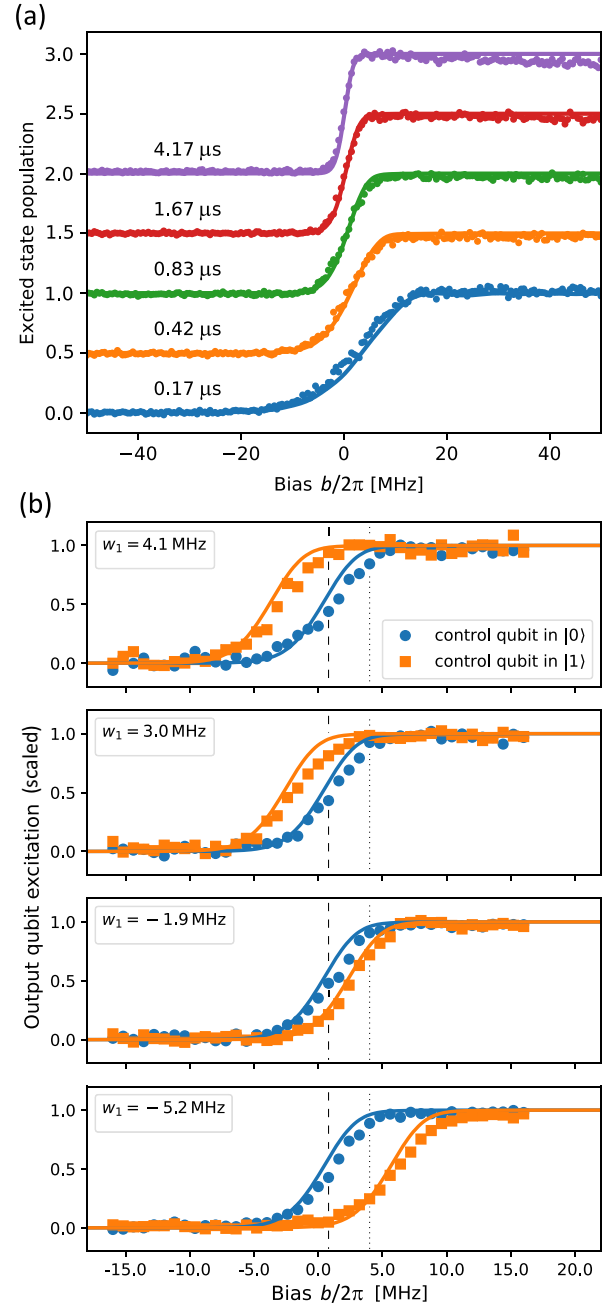 (a)
3.0
2.5
2.0
1.5
1.0
0.5
0.0
Excited state population
4.17 μs
1.67 μs
0.83 μs
0.42 μs
0.17 μs
−40 −20 0 20 40
Bias b/2π [MHz]
(b)
Output qubit excitation (scaled)
w₁ = 4.1 MHz
1.0
0.5
0.0
control qubit in |0⟩
control qubit in |1⟩
w₁ = 3.0 MHz
1.0
0.5
0.0
w₁ = − 1.9 MHz
1.0
0.5
0.0
w₁ = − 5.2 MHz
1.0
0.5
0.0
-15.0 -10.0 -5.0 0.0 5.0 10.0 15.0 20.0
Bias b/2π [MHz]